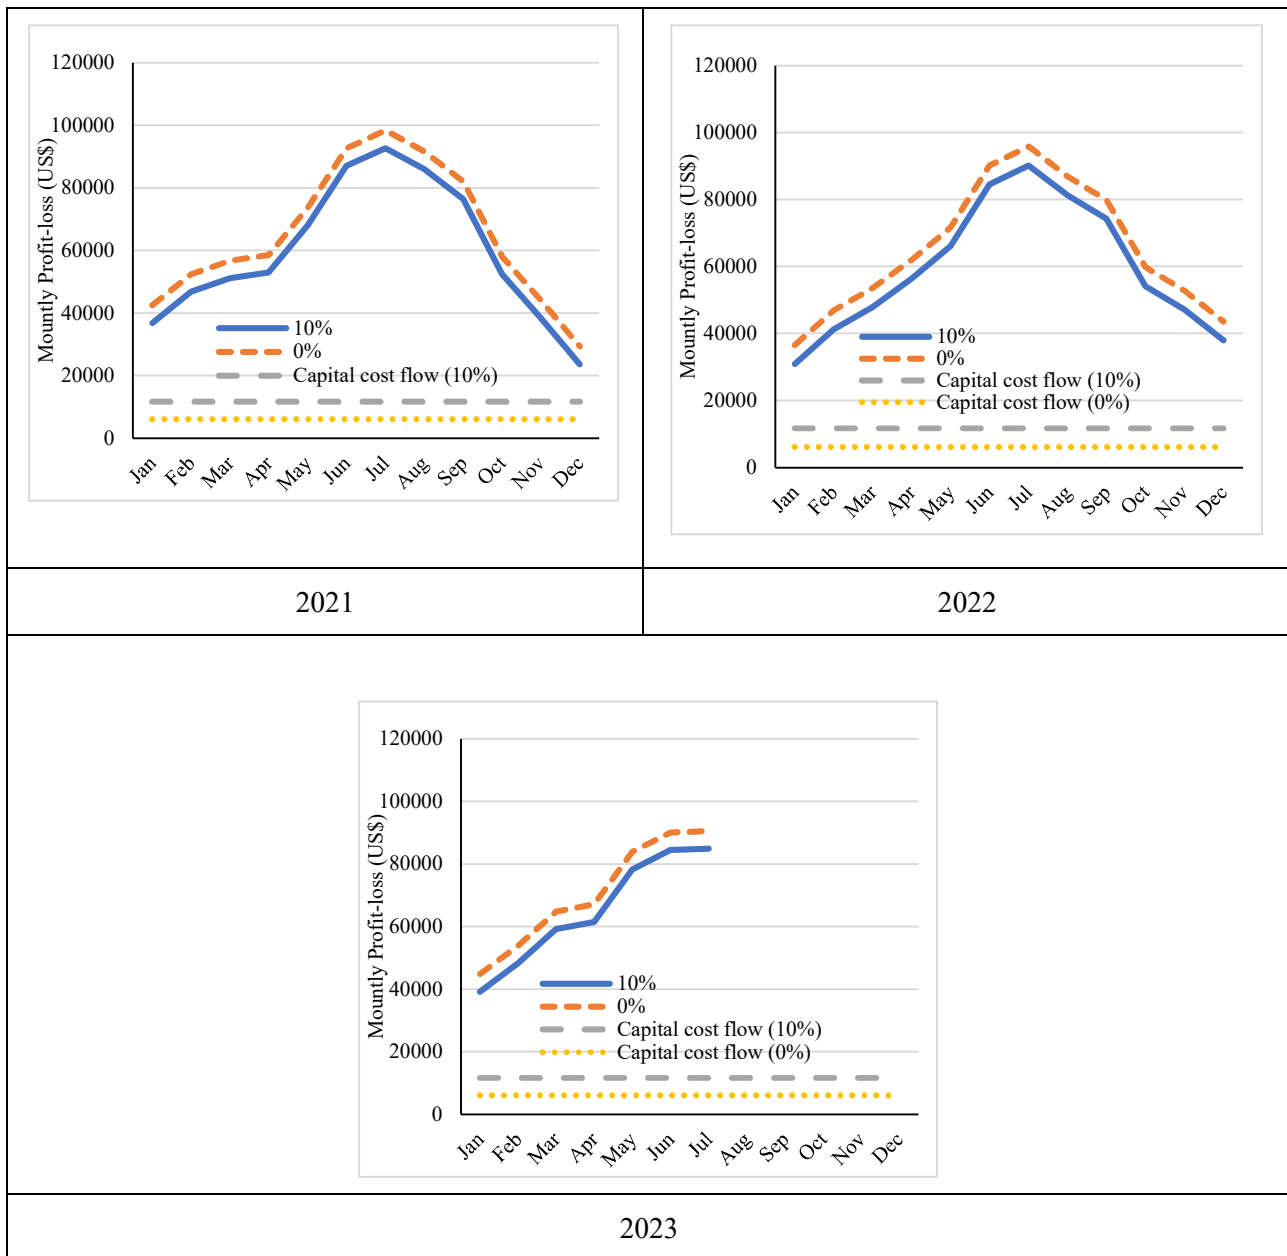 120000
100000
80000
60000
40000
20000
0
Mountly Profit-loss (US$)
10%
0%
Capital cost flow (10%)
Jan Feb Mar Apr May Jun Jul Aug Sep Oct Nov Dec
120000
100000
80000
60000
40000
20000
0
Mountly Profit-loss (US$)
10%
0%
Capital cost flow (10%)
Capital cost flow (0%)
Jan Feb Mar Apr May Jun Jul Aug Sep Oct Nov Dec
2021
2022
120000
100000
80000
60000
40000
20000
0
Mountly Profit-loss (US$)
10%
0%
Capital cost flow (10%)
Capital cost flow (0%)
Jan Feb Mar Apr May Jun Jul Aug Sep Oct Nov Dec
2023